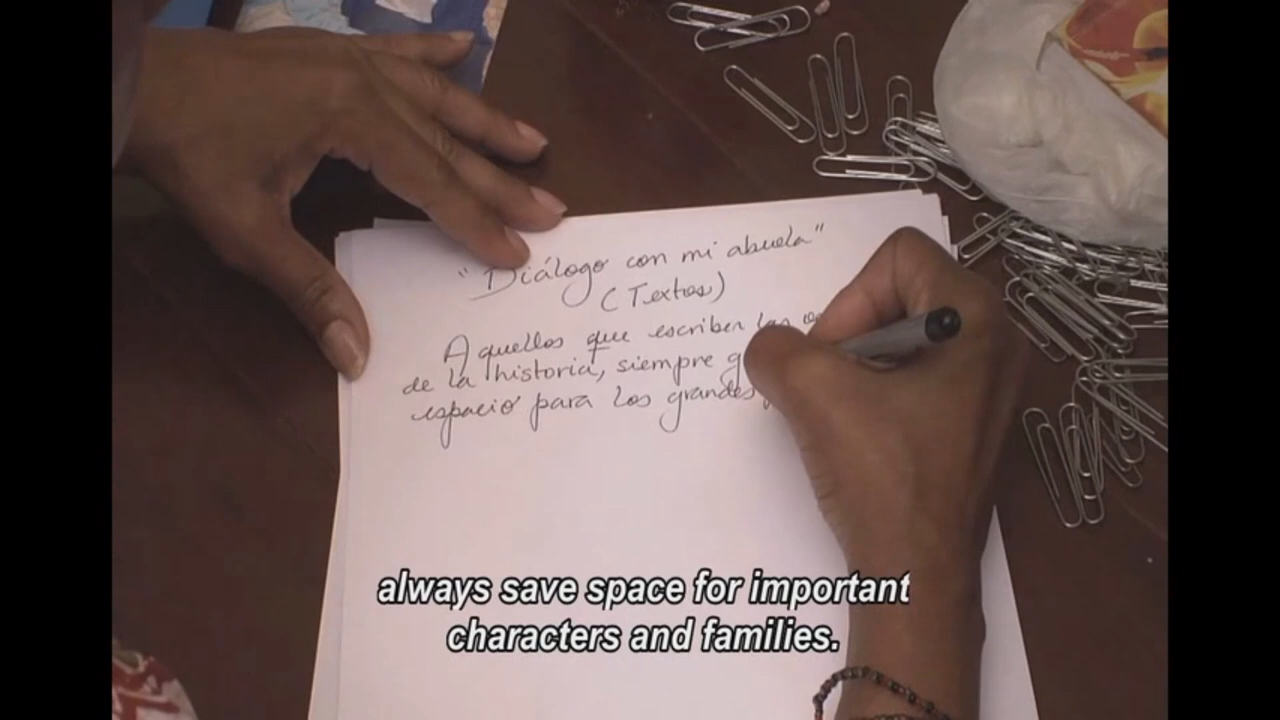 "Diálogo con mi abuela"
(Textos)
Aquellos que escriben las
de la historia, siempre
espacio para los grandes
always save space for important
characters and families.